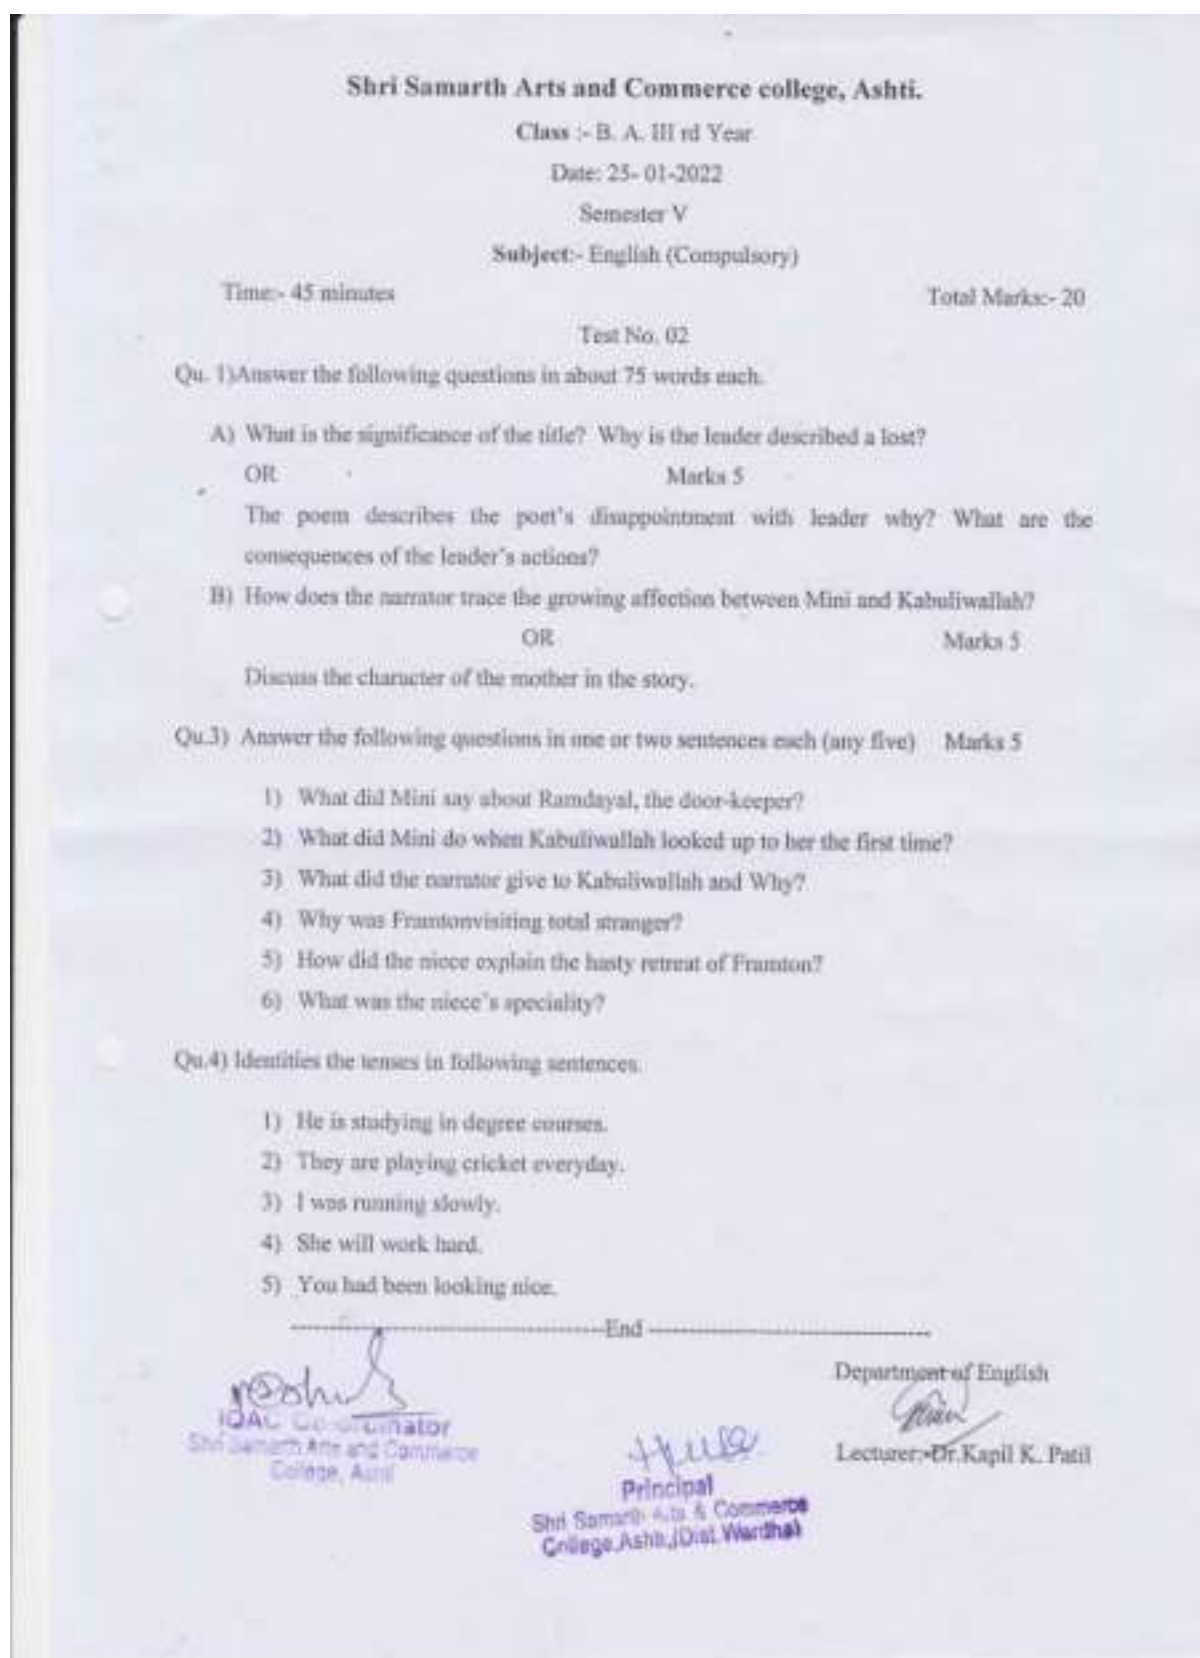 Shri Samarth Arts and Commerce college, Ashti.
Class :- B. A. III rd Year
Date: 25- 01-2022
Semester V
Subject:- English (Compulsory)
Time:- 45 minutes Total Marks:- 20
Test No. 02
Qu. 1)Answer the following questions in about 75 words each.
A) What is the significance of the title? Why is the leader described a lost?
OR Marks 5
The poem describes the poet's disappointment with leader why? What are the
consequences of the leader's actions?
B) How does the narrator trace the growing affection between Mini and Kabuliwallah?
OR Marks 5
Discuss the character of the mother in the story.
Qu.3) Answer the following questions in one or two sentences each (any five) Marks 5
1) What did Mini say about Ramdayal, the door-keeper?
2) What did Mini do when Kabuliwullah looked up to her the first time?
3) What did the narrator give to Kabuliwullah and Why?
4) Why was Framtonvisiting total stranger?
5) How did the niece explain the hasty retreat of Framton?
6) What was the niece's speciality?
Qu.4) Identities the tenses in following sentences.
1) He is studying in degree courses.
2) They are playing cricket everyday.
3) I was running slowly.
4) She will work hard.
5) You had been looking nice.
End
Department of English
IQAC Co-ordinator
Shri Samarth Arts and Commerce
College, Ashti
Lecturer:-Dr.Kapil K. Patil
Principal
Shri Samarth Arts & Commerce
College,Ashti,(Dist.Wardha)